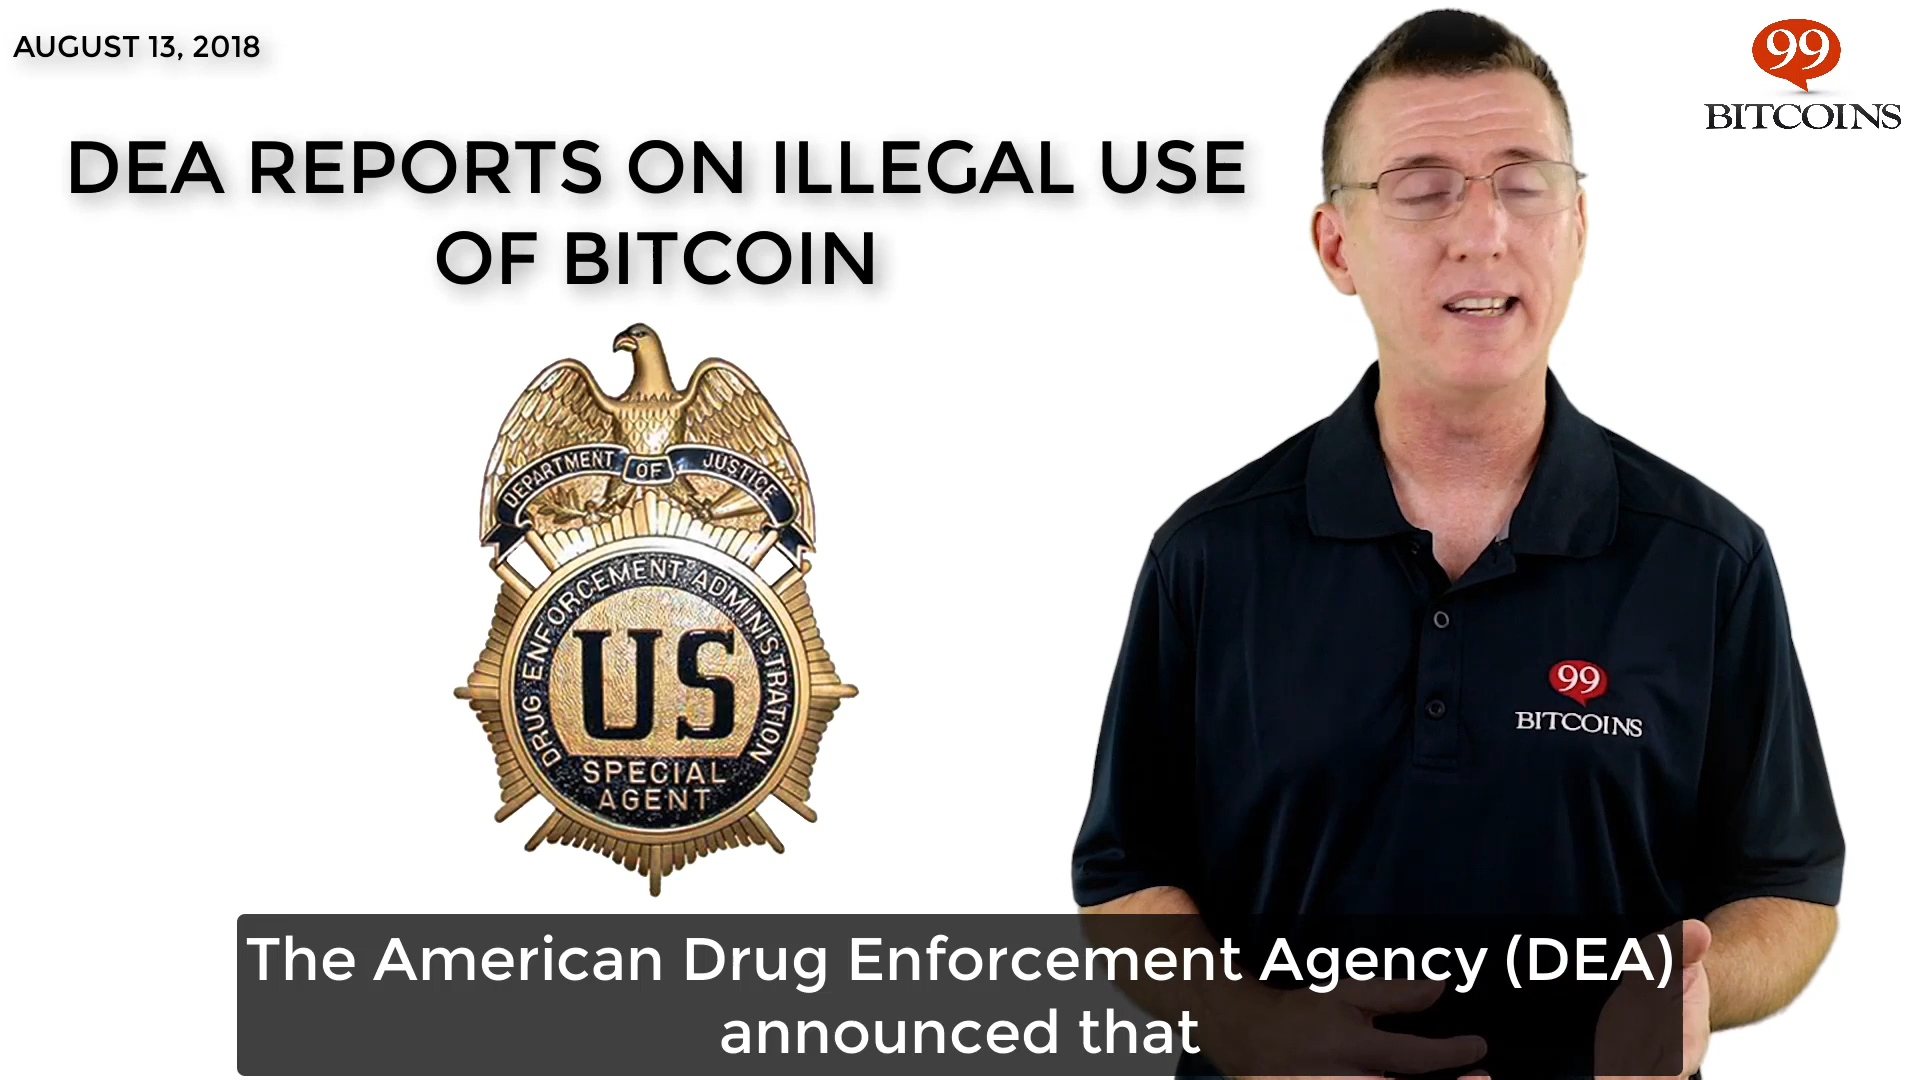 AUGUST 13, 2018
99
BITCOINS
DEA REPORTS ON ILLEGAL USE
OF BITCOIN
DEPARTMENT OF JUSTICE
DRUG ENFORCEMENT ADMINISTRATION
US
SPECIAL
AGENT
99
BITCOINS
The American Drug Enforcement Agency (DEA)
announced that